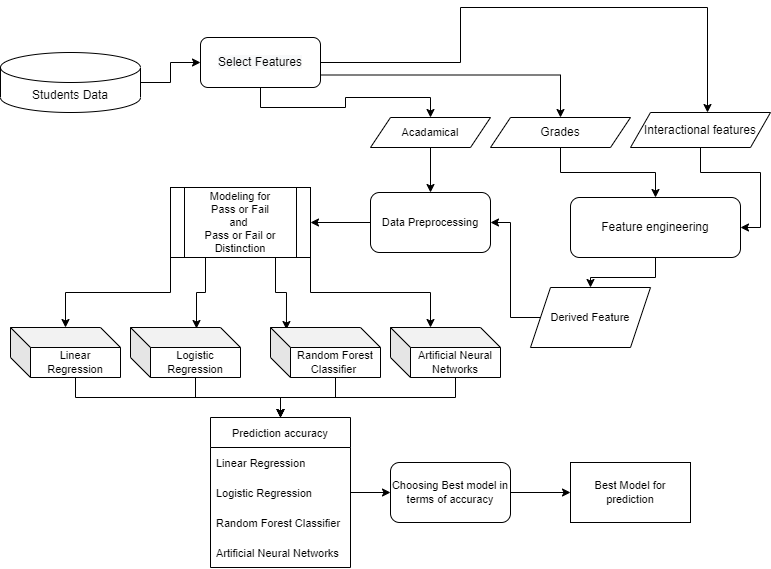 Students Data
Select Features
Acadamical
Grades
Interactional features
Modeling for
Pass or Fail
and
Pass or Fail or
Distinction
Data Preprocessing
Feature engineering
Derived Feature
Linear
Regression
Logistic
Regression
Random Forest
Classifier
Artificial Neural
Networks
Prediction accuracy
Linear Regression
Logistic Regression
Random Forest Classifier
Artificial Neural Networks
Choosing Best model in
terms of accuracy
Best Model for
prediction